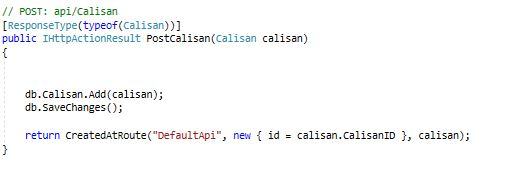 // POST: api/Calisan
[ResponseType(typeof(Calisan))]
public IHttpActionResult PostCalisan(Calisan calisan)
{
db.Calisan.Add(calisan);
db.SaveChanges();
return CreatedAtRoute("DefaultApi", new { id = calisan.CalisanID }, calisan);
}